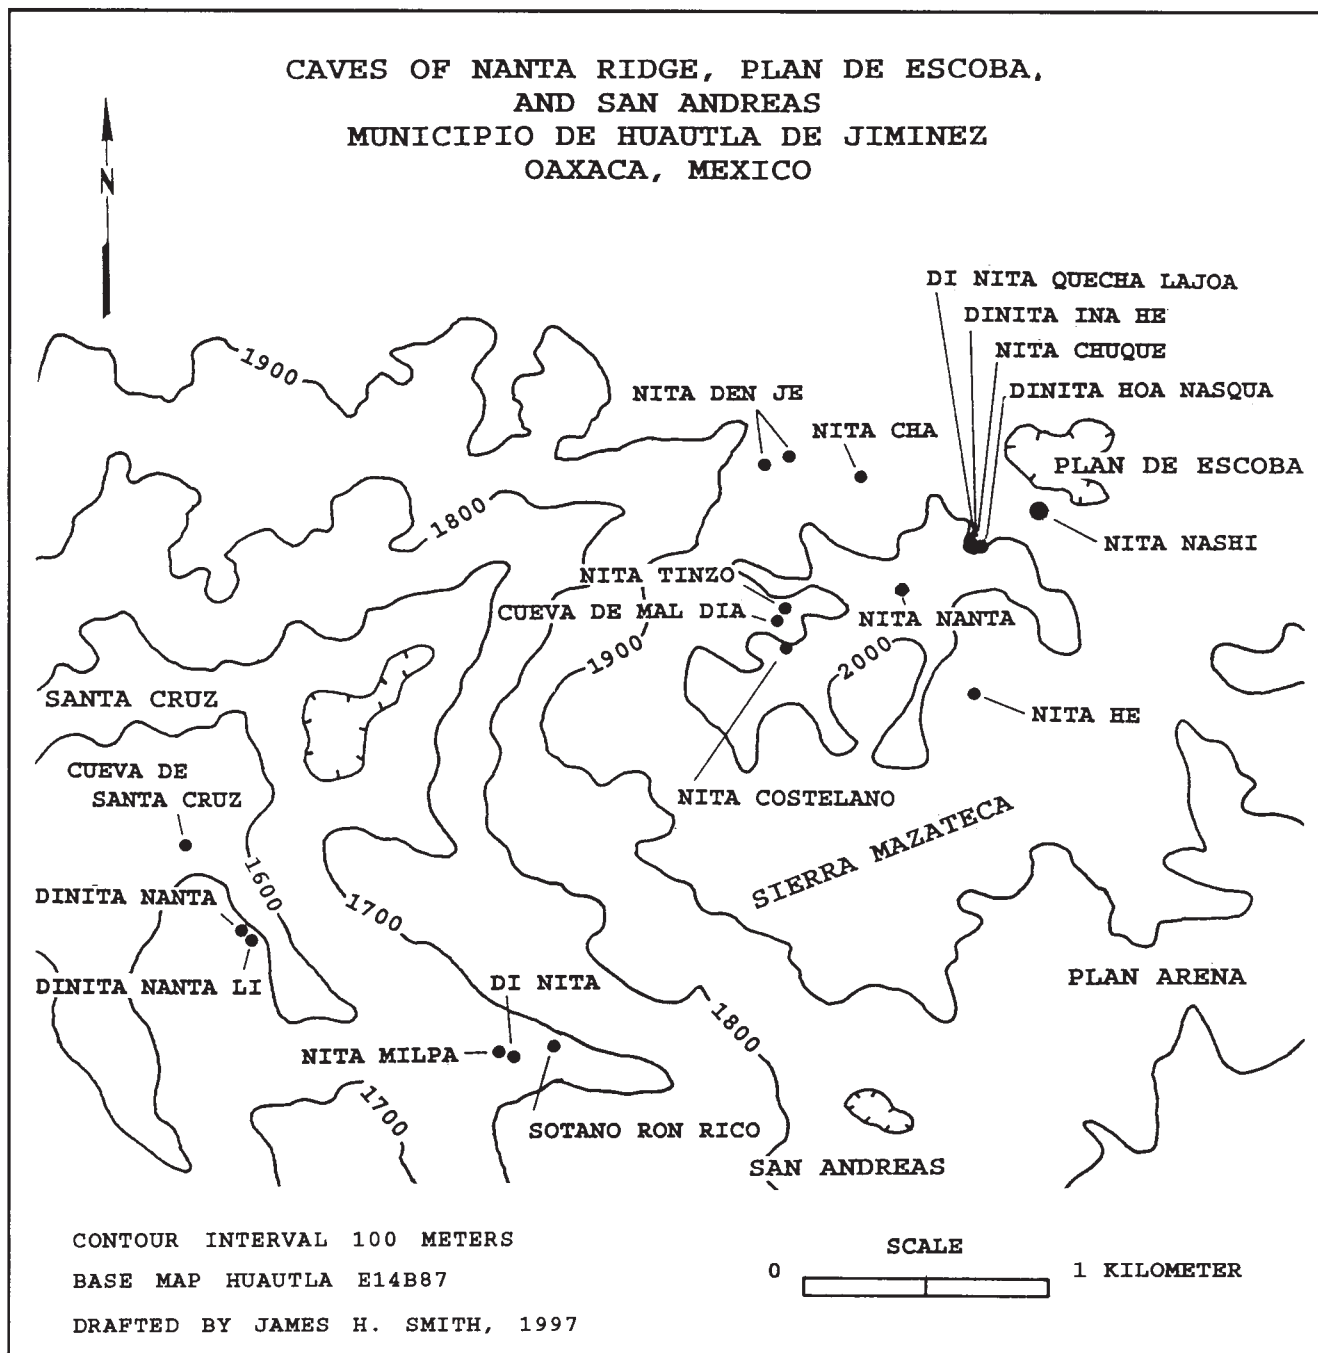 CAVES OF NANTA RIDGE, PLAN DE ESCOBA,
AND SAN ANDREAS
MUNICIPIO DE HUAUTLA DE JIMINEZ
OAXACA, MEXICO
N
DI NITA QUECHA LAJOA
DINITA INA HE
NITA CHUQUE
DINITA HOA NASQUA
1900
NITA DEN JE
NITA CHA
PLAN DE ESCOBA
1800
NITA NASHI
NITA TINZO
CUEVA DE MAL DIA
NITA NANTA
1900
2000
SANTA CRUZ
NITA HE
CUEVA DE
SANTA CRUZ
NITA COSTELANO
SIERRA MAZATECA
1600
DINITA NANTA
1700
DINITA NANTA LI
DI NITA
PLAN ARENA
1800
NITA MILPA
1700
SOTANO RON RICO
SAN ANDREAS
CONTOUR INTERVAL 100 METERS
BASE MAP HUAUTLA E14B87
DRAFTED BY JAMES H. SMITH, 1997
SCALE
0 1 KILOMETER